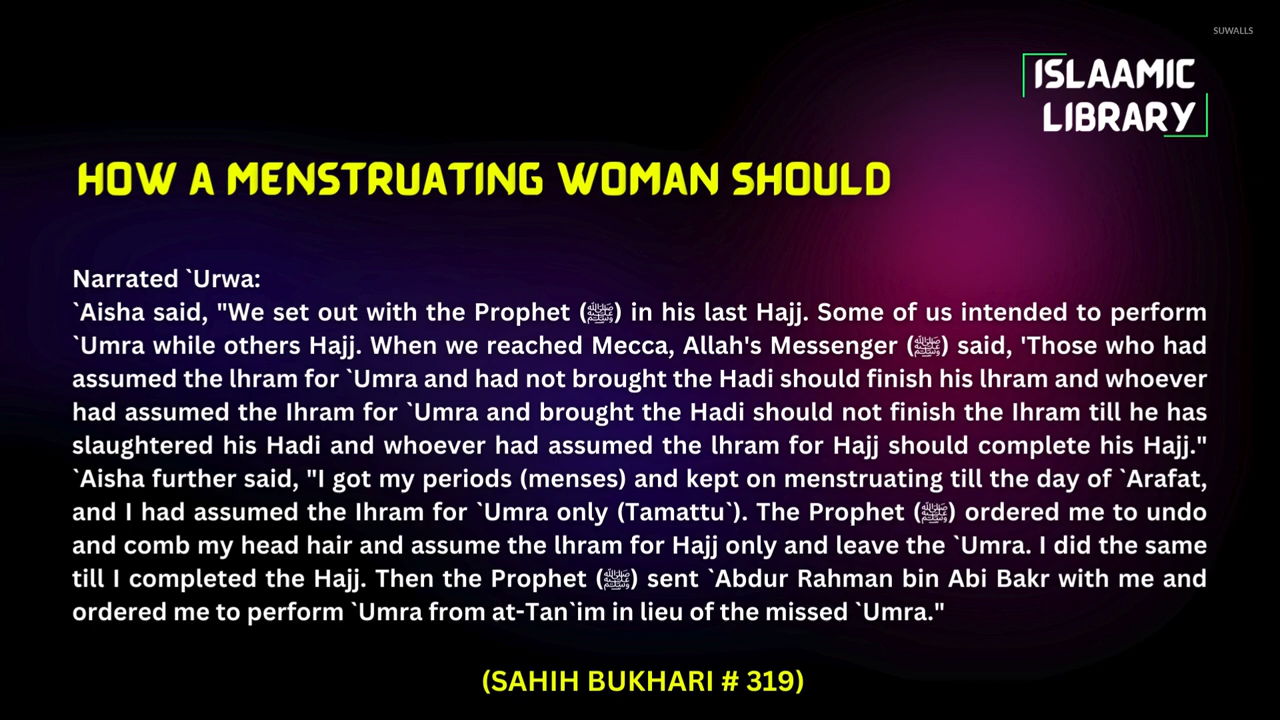 SUWALLS
ISLAAMIC
LIBRARY
HOW A MENSTRUATING WOMAN SHOULD
Narrated `Urwa:
`Aisha said, "We set out with the Prophet (ﷺ) in his last Hajj. Some of us intended to perform
`Umra while others Hajj. When we reached Mecca, Allah's Messenger (ﷺ) said, 'Those who had
assumed the lhram for `Umra and had not brought the Hadi should finish his lhram and whoever
had assumed the Ihram for `Umra and brought the Hadi should not finish the Ihram till he has
slaughtered his Hadi and whoever had assumed the lhram for Hajj should complete his Hajj."
`Aisha further said, "I got my periods (menses) and kept on menstruating till the day of `Arafat,
and I had assumed the Ihram for `Umra only (Tamattu`). The Prophet (ﷺ) ordered me to undo
and comb my head hair and assume the lhram for Hajj only and leave the `Umra. I did the same
till I completed the Hajj. Then the Prophet (ﷺ) sent `Abdur Rahman bin Abi Bakr with me and
ordered me to perform `Umra from at-Tan`im in lieu of the missed `Umra."
(SAHIH BUKHARI # 319)